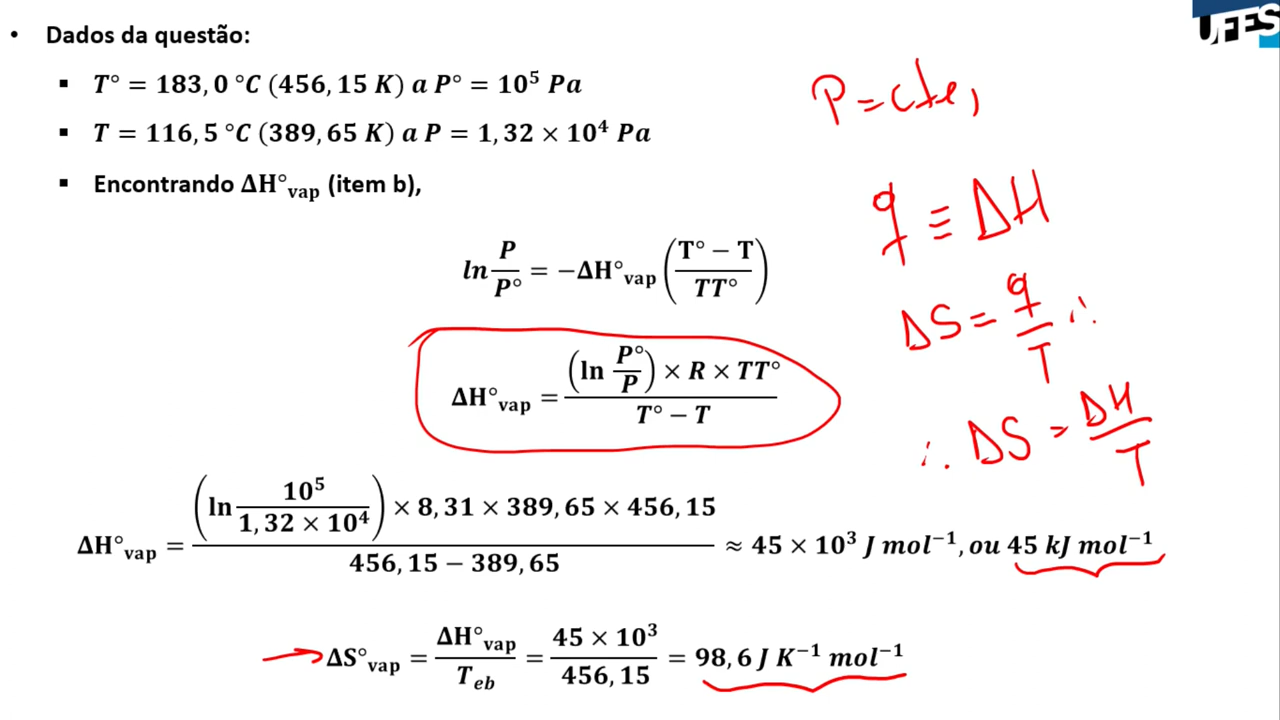 UFES
• Dados da questão:
▪ T° = 183,0 °C (456,15 K) a P° = 10⁵ Pa
▪ T = 116,5 °C (389,65 K) a P = 1,32 × 10⁴ Pa
▪ Encontrando ΔH°vap (item b),
ln P/P° = −ΔH°vap ((T° − T)/(TT°))
ΔH°vap = ((ln P°/P) × R × TT°)/(T° − T)
ΔH°vap = ((ln 10⁵/(1,32 × 10⁴)) × 8,31 × 389,65 × 456,15)/(456,15 − 389,65) ≈ 45 × 10³ J mol⁻¹, ou 45 kJ mol⁻¹
ΔS°vap = ΔH°vap/Teb = (45 × 10³)/456,15 = 98,6 J K⁻¹ mol⁻¹
P = cte,
q ≡ ΔH
ΔS = q/T ∴
∴ ΔS = ΔH/T